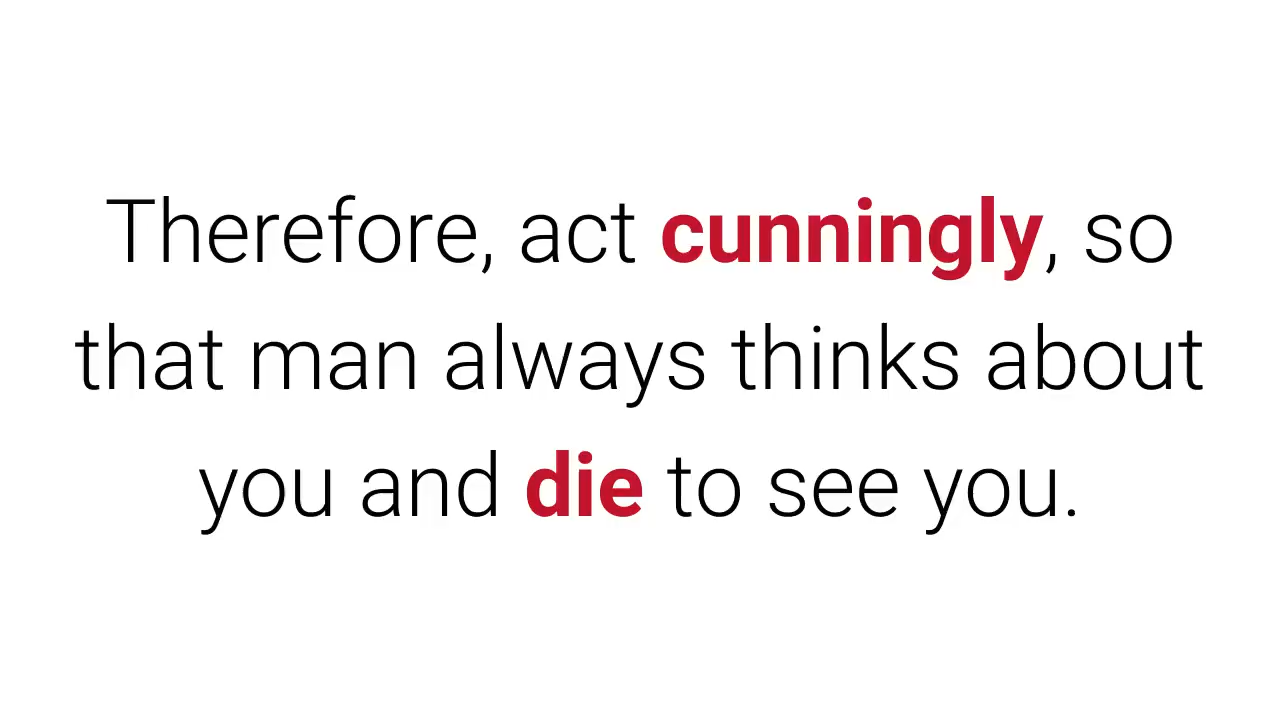 Therefore, act cunningly, so
that man always thinks about
you and die to see you.